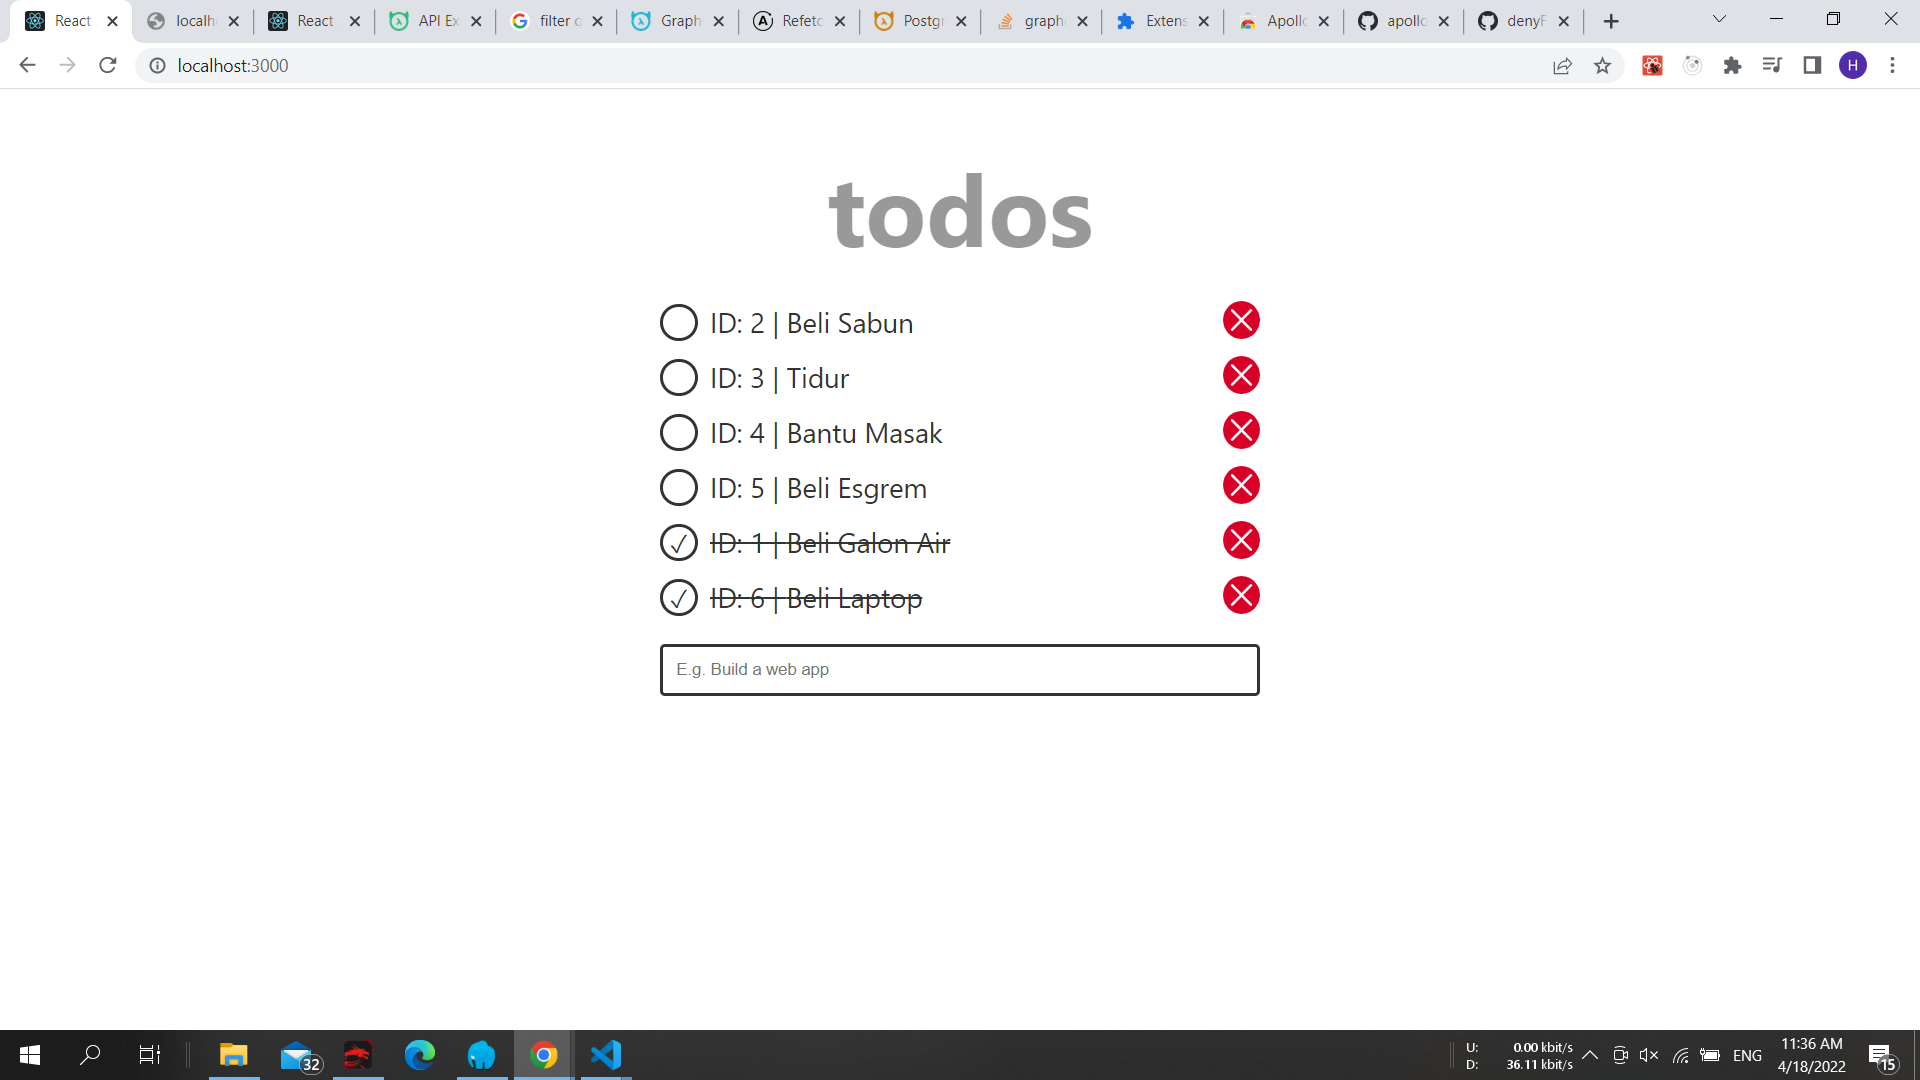 React
localh
React
API Ex
filter q
Graph
Refetc
Postgr
graph
Extens
Apollo
apollo
denyF
localhost:3000
H
todos
ID: 2 | Beli Sabun
ID: 3 | Tidur
ID: 4 | Bantu Masak
ID: 5 | Beli Esgrem
ID: 1 | Beli Galon Air
ID: 6 | Beli Laptop
E.g. Build a web app
32
U: 0.00 kbit/s
D: 36.11 kbit/s
ENG
11:36 AM
4/18/2022
15